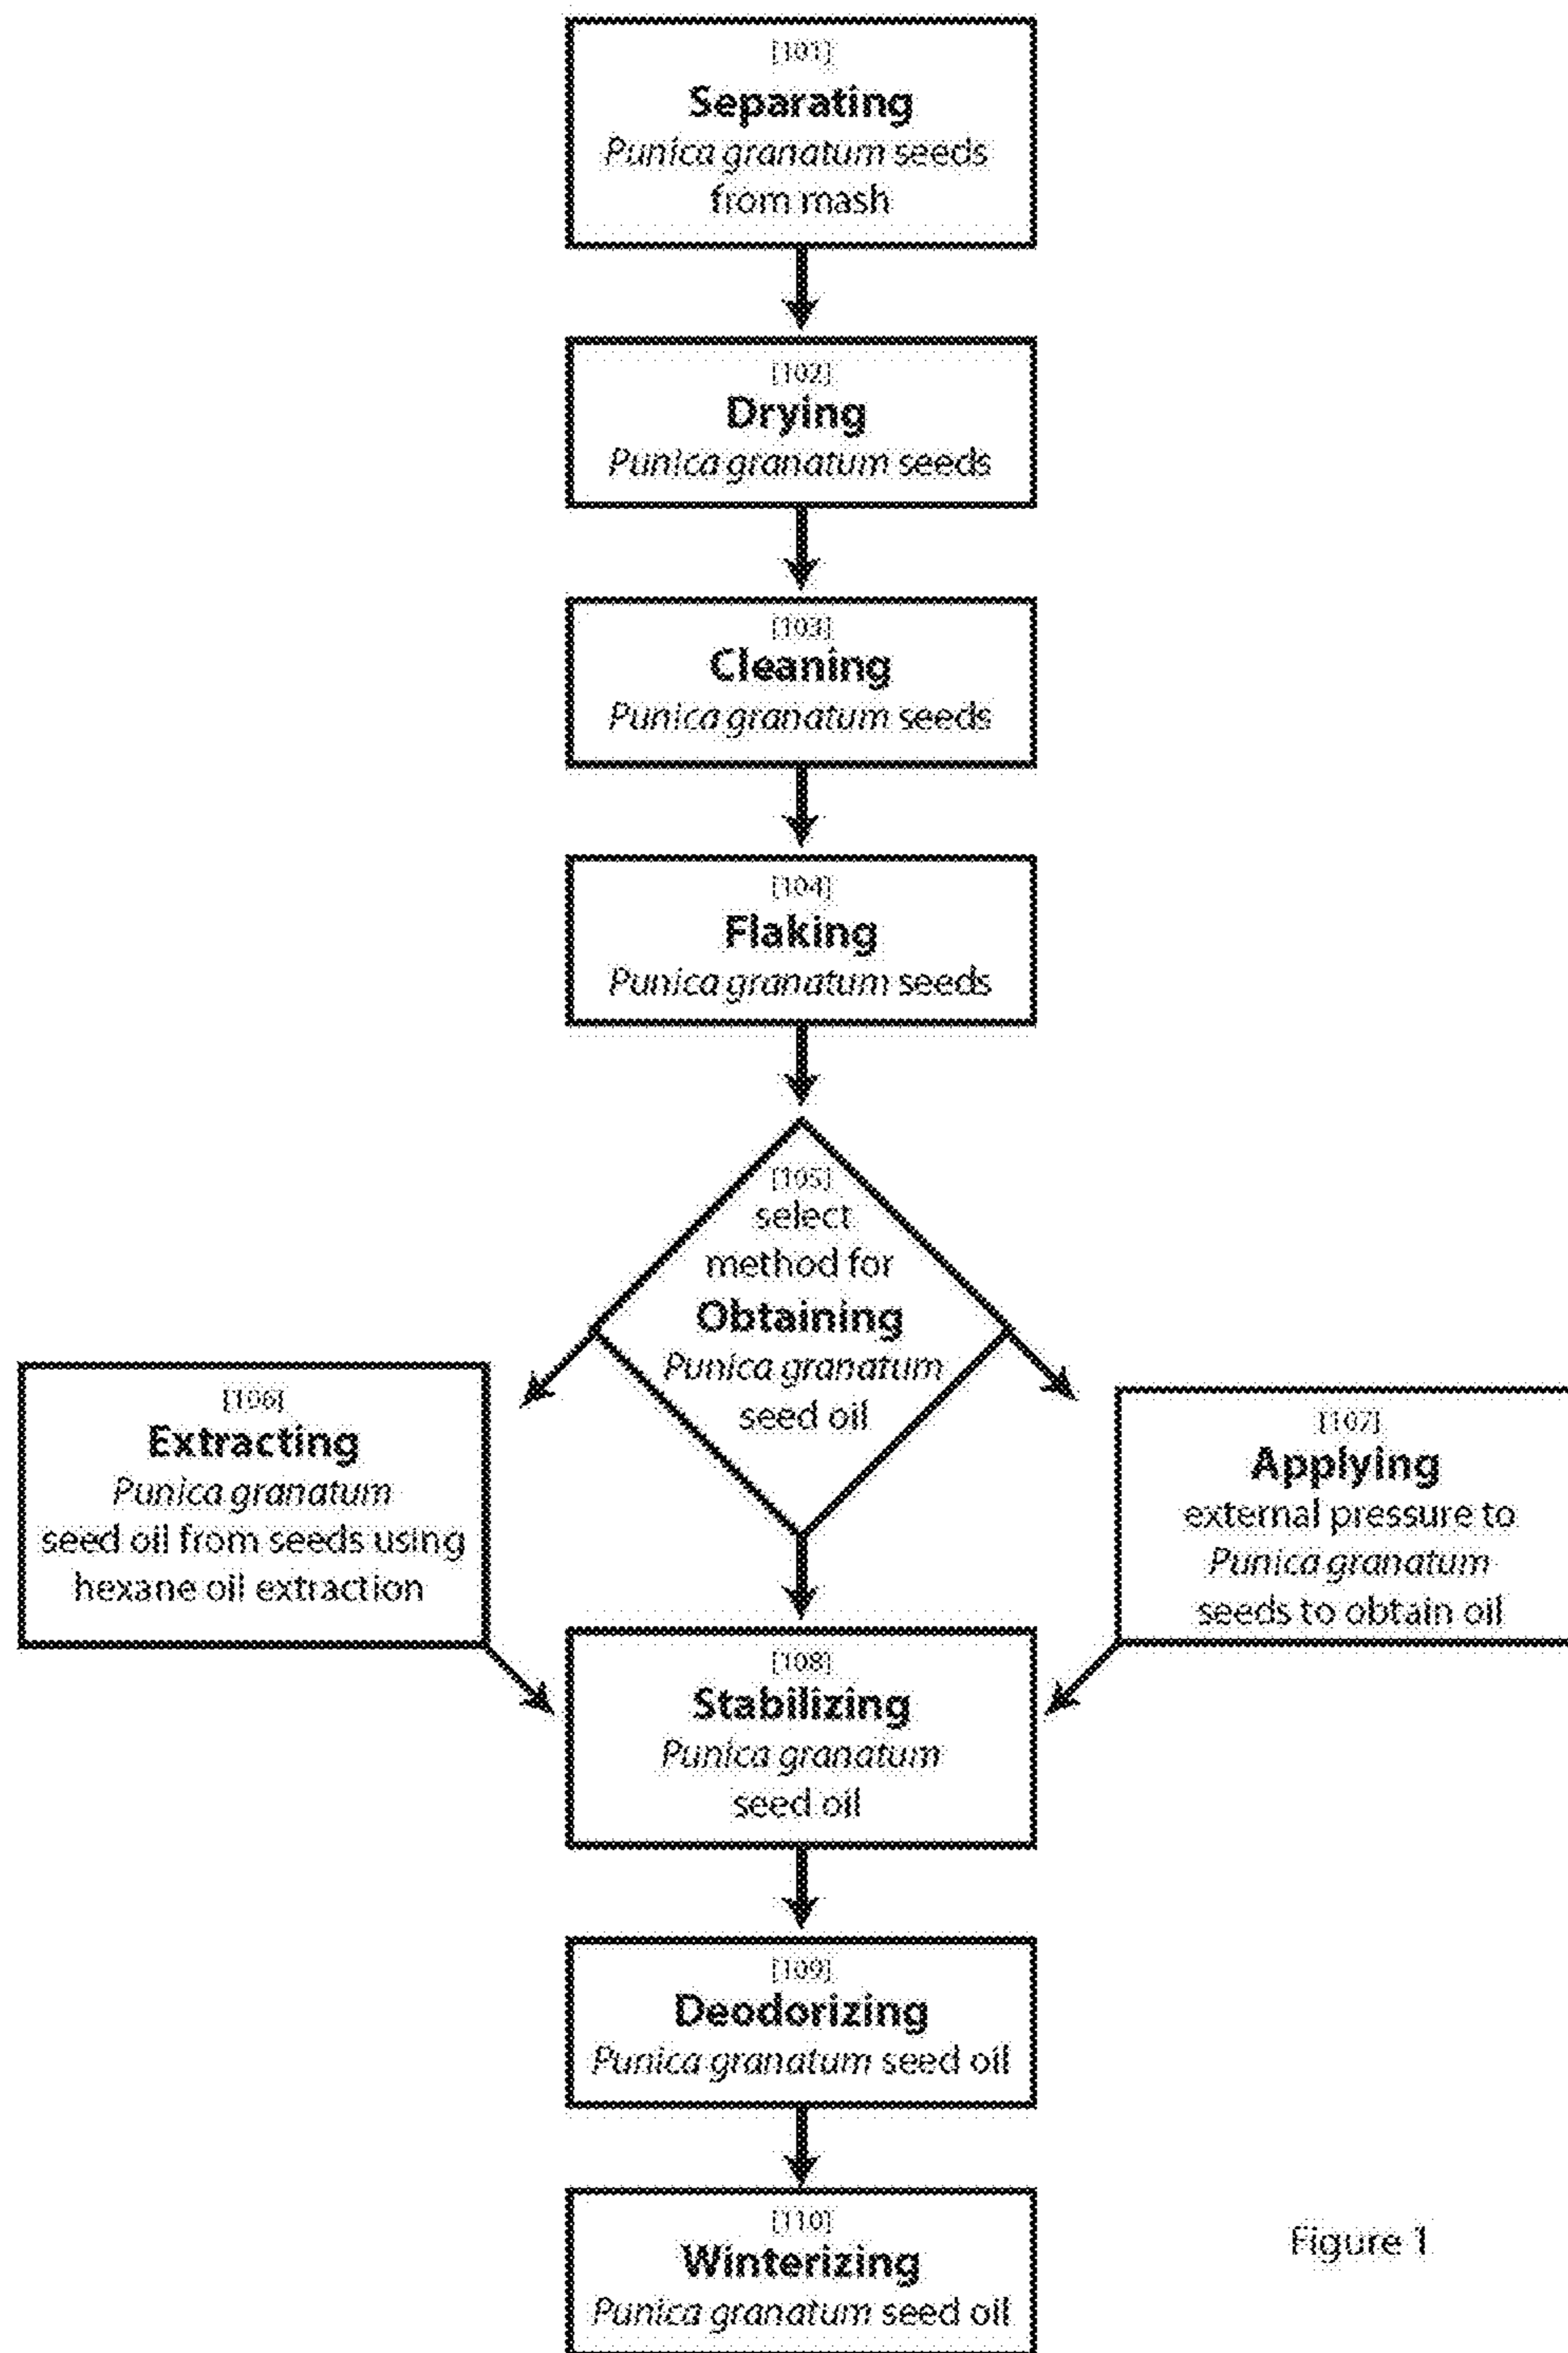 [101]
Separating
Punica granatum seeds
from mash
[102]
Drying
Punica granatum seeds
[103]
Cleaning
Punica granatum seeds
[104]
Flaking
Punica granatum seeds
[105]
select
method for
Obtaining
Punica granatum
seed oil
[106]
Extracting
Punica granatum
seed oil from seeds using
hexane oil extraction
[107]
Applying
external pressure to
Punica granatum
seeds to obtain oil
[108]
Stabilizing
Punica granatum
seed oil
[109]
Deodorizing
Punica granatum seed oil
[110]
Winterizing
Punica granatum seed oil
Figure 1